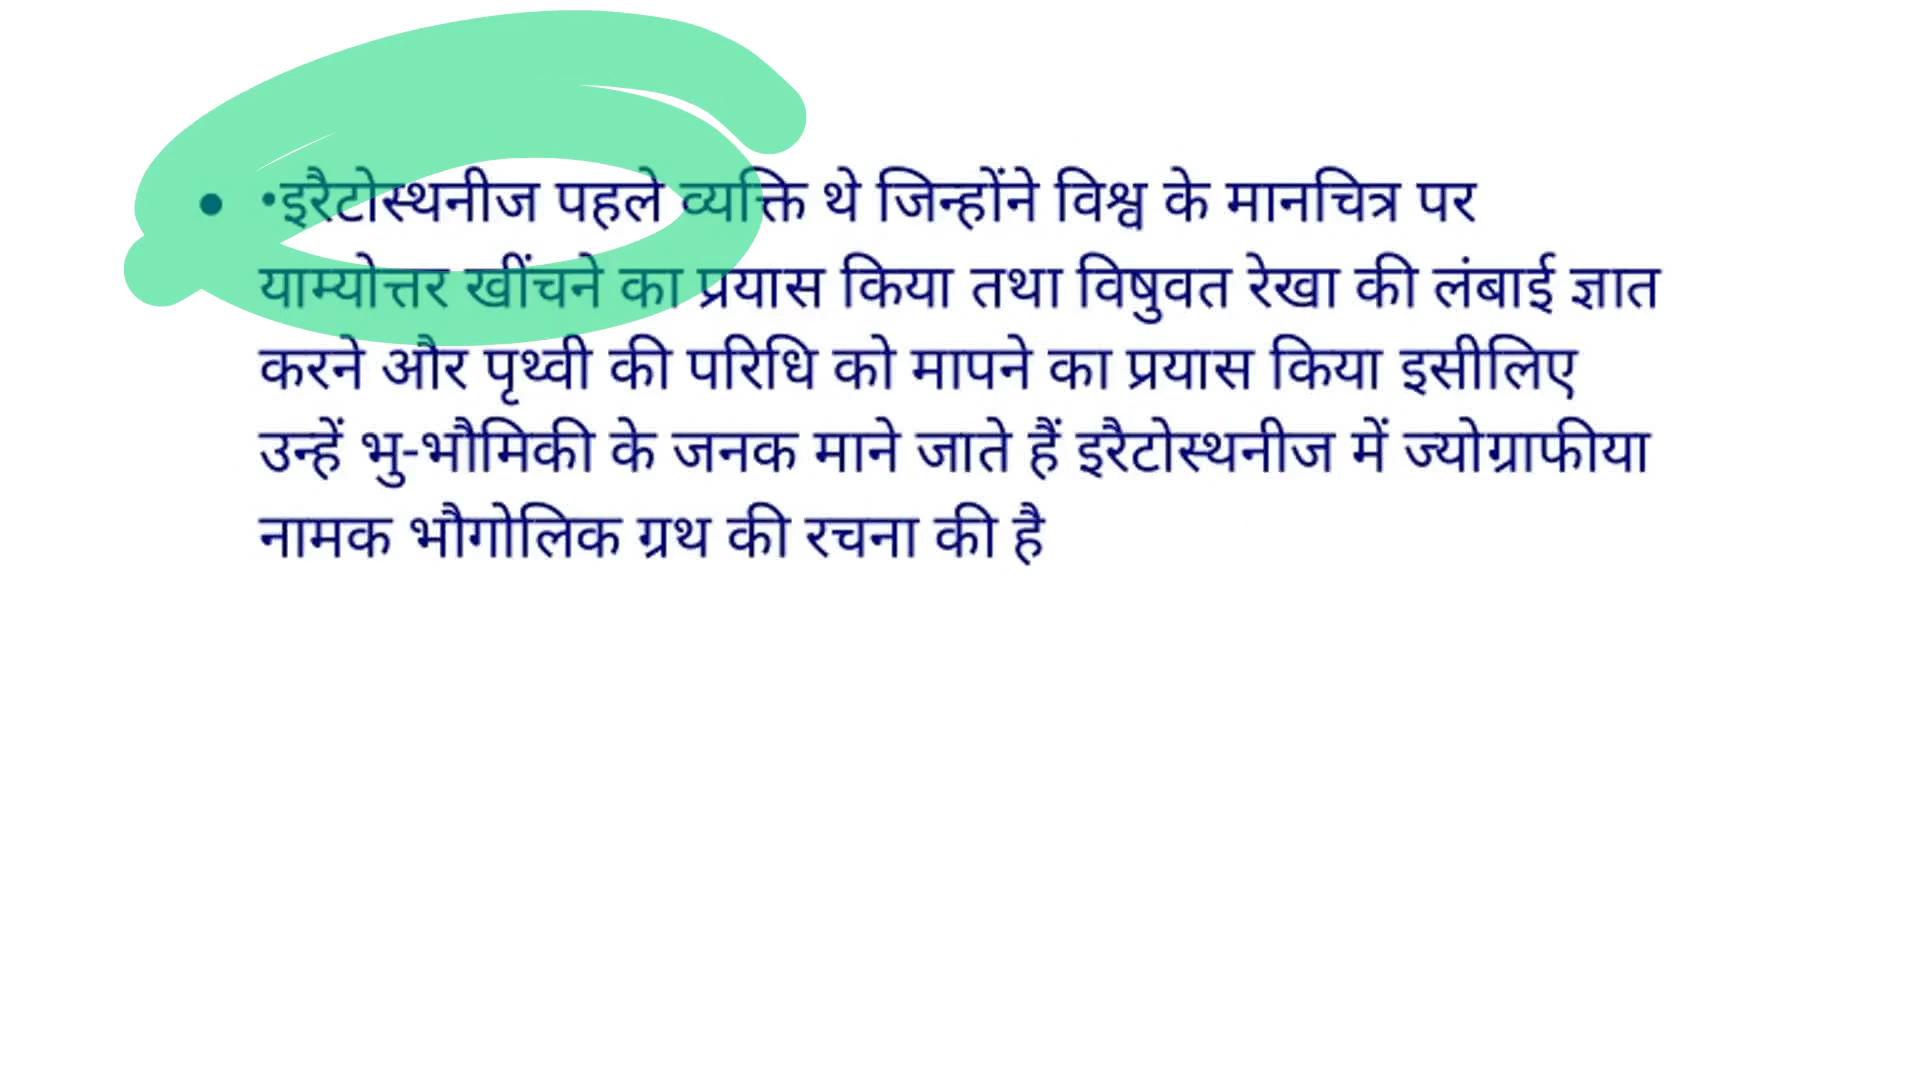 • •इरैटोस्थनीज पहले व्यक्ति थे जिन्होंने विश्व के मानचित्र पर
याम्योत्तर खींचने का प्रयास किया तथा विषुवत रेखा की लंबाई ज्ञात
करने और पृथ्वी की परिधि को मापने का प्रयास किया इसीलिए
उन्हें भु-भौमिकी के जनक माने जाते हैं इरैटोस्थनीज में ज्योग्राफीया
नामक भौगोलिक ग्रथ की रचना की है